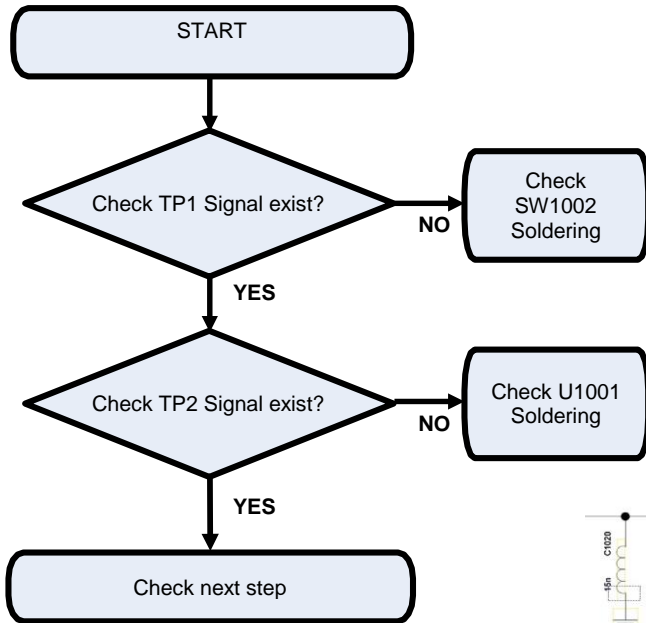 START
Check TP1 Signal exist?
NO
Check
SW1002
Soldering
YES
Check TP2 Signal exist?
NO
Check U1001
Soldering
YES
Check next step
C1020
15n